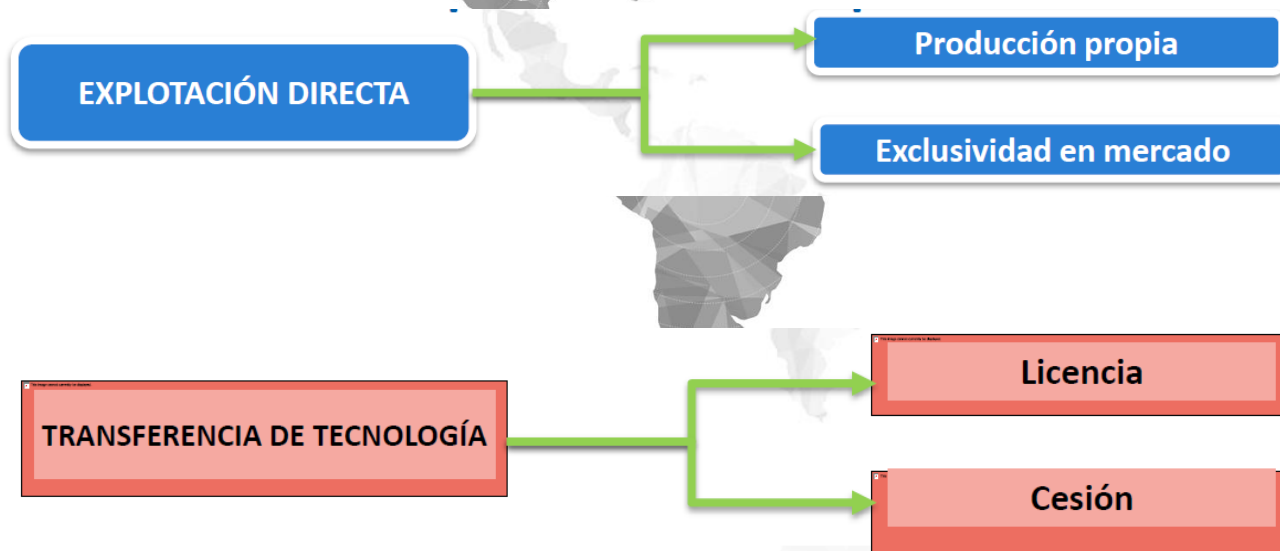 EXPLOTACIÓN DIRECTA
Producción propia
Exclusividad en mercado
TRANSFERENCIA DE TECNOLOGÍA
Licencia
Cesión